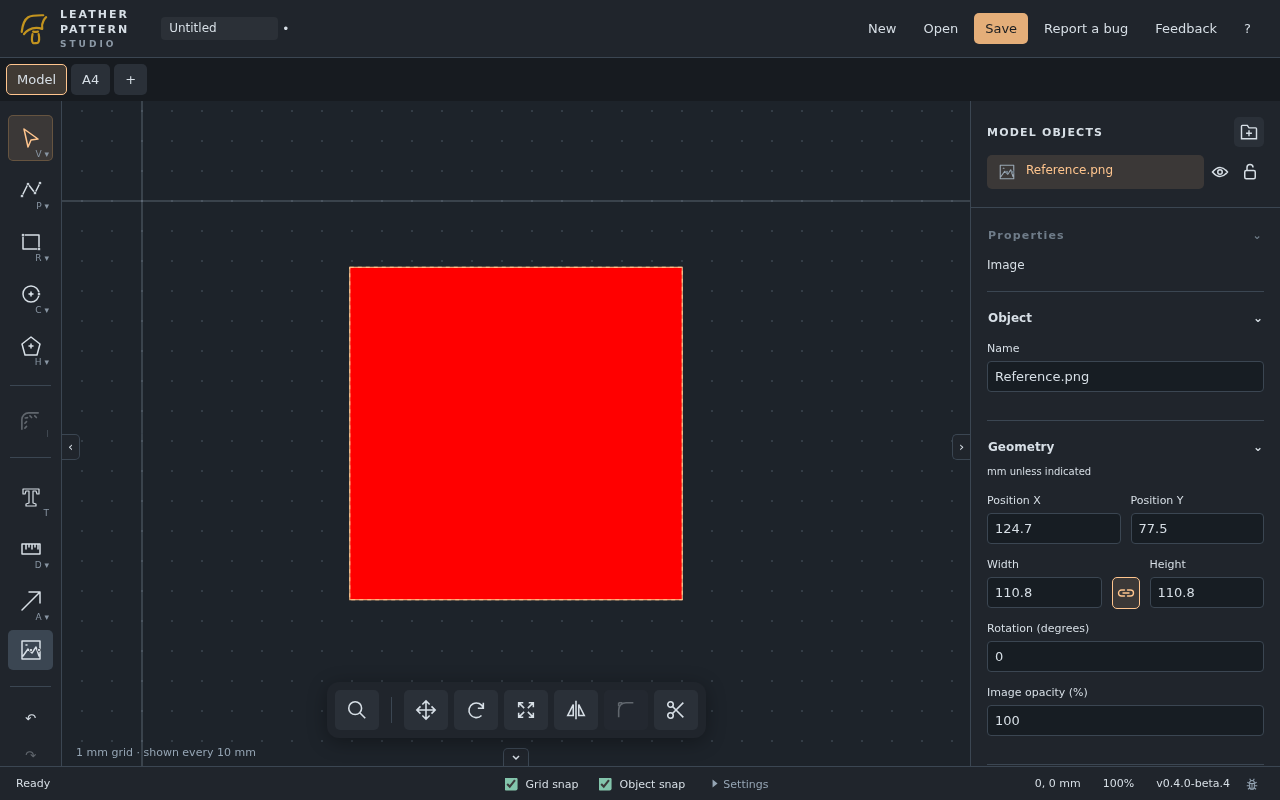 LEATHER
PATTERN
STUDIO
Untitled •
New Open Save Report a bug Feedback ?
Model A4 +
V
P
R
C
H
I
T
D
A
MODEL OBJECTS
Reference.png
Properties
Image
Object
Name
Reference.png
Geometry
mm unless indicated
Position X Position Y
124.7 77.5
Width Height
110.8 110.8
Rotation (degrees)
0
Image opacity (%)
100
1 mm grid · shown every 10 mm
Ready Grid snap Object snap Settings 0, 0 mm 100% v0.4.0-beta.4